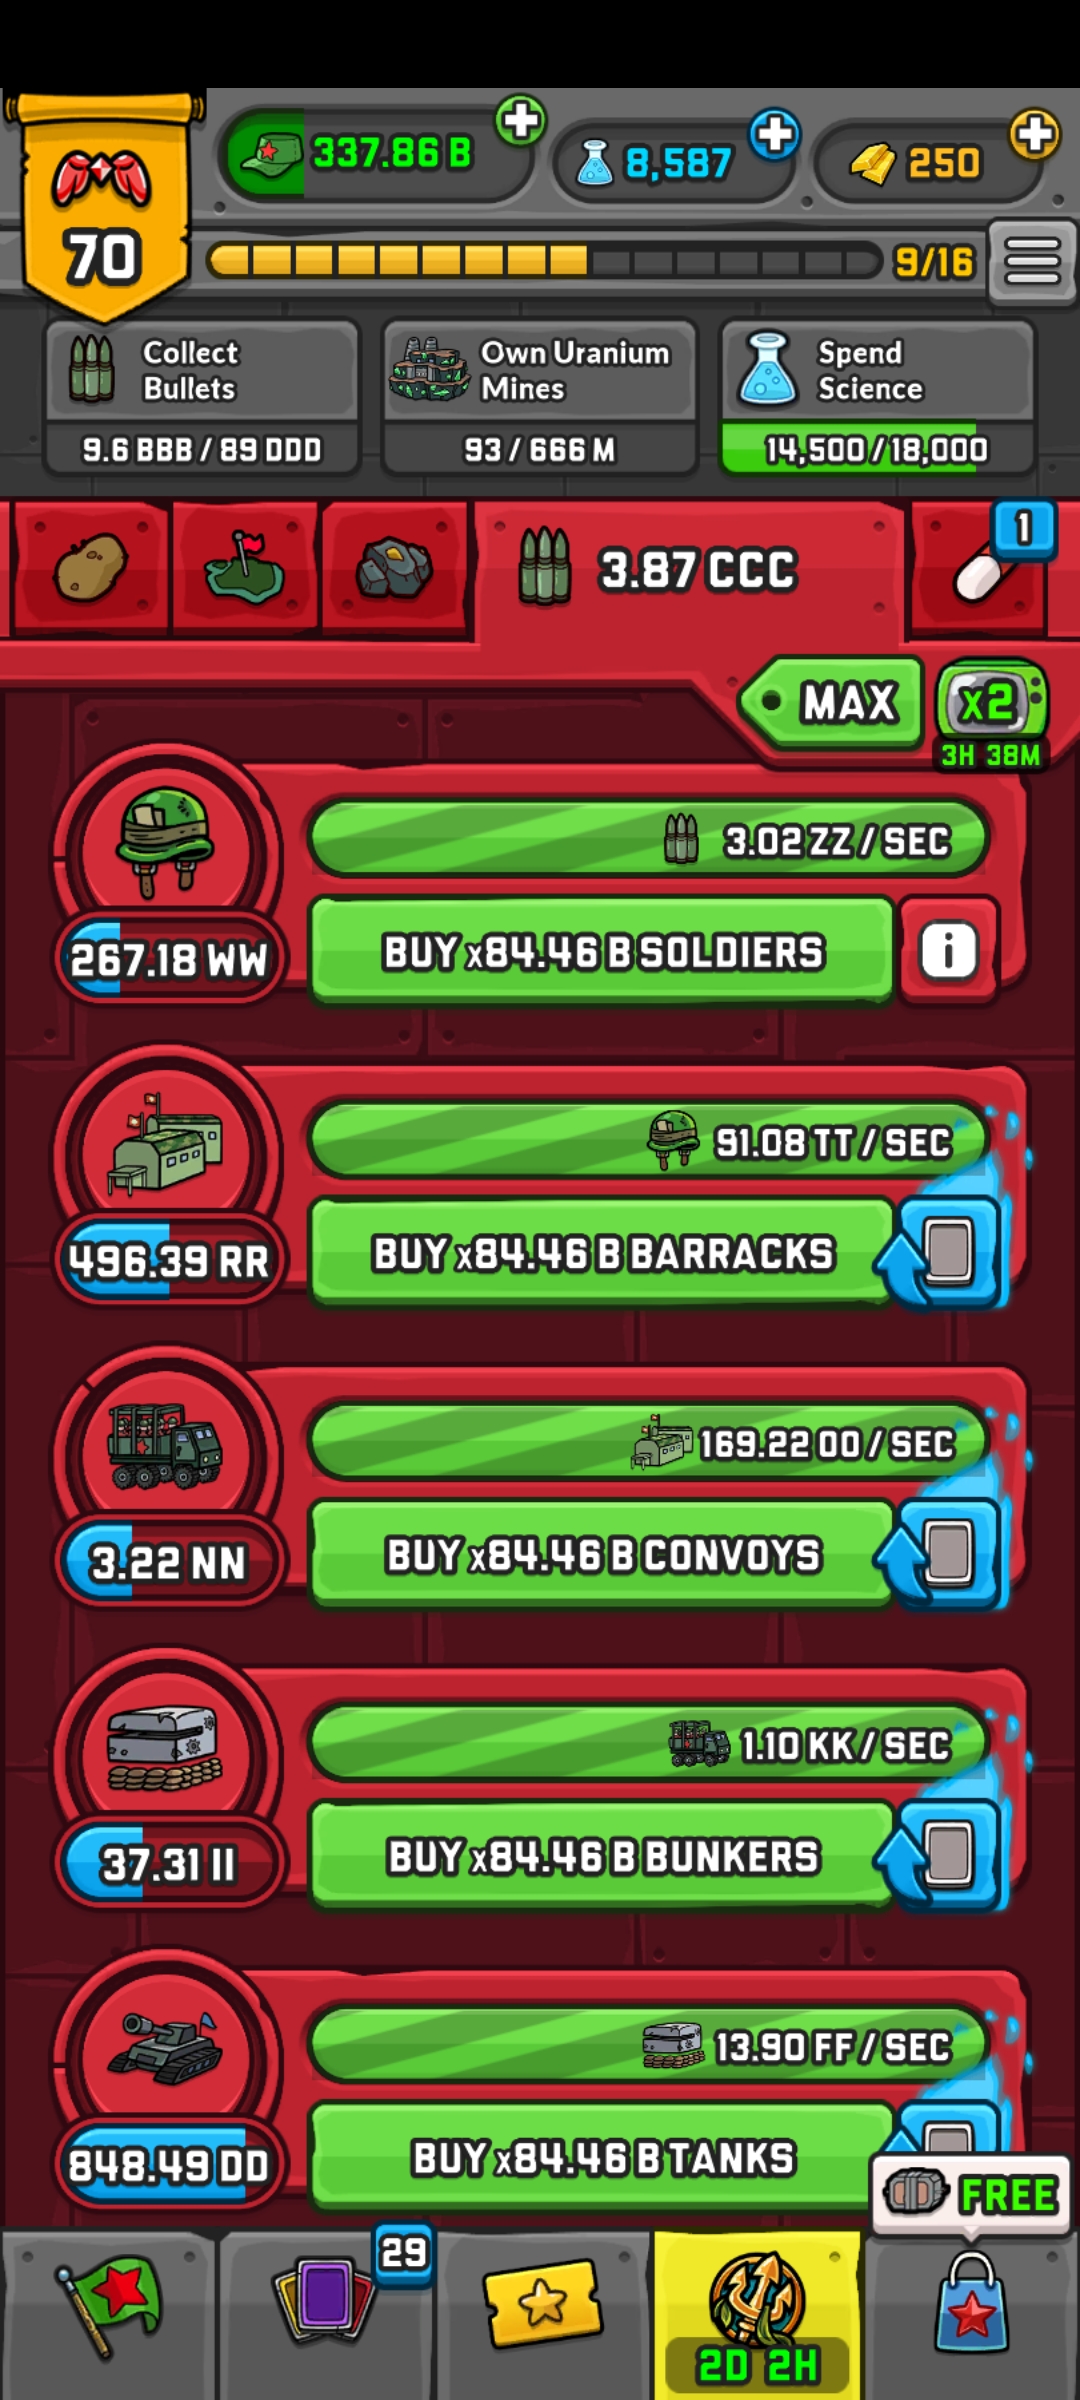 337.86 B
8,587
250
70
9/16
Collect
Bullets
9.6 BBB / 89 DDD
Own Uranium
Mines
93 / 666 M
Spend
Science
14,500 / 18,000
3.87 CCC
1
MAX
x2
3H 38M
3.02 ZZ / SEC
267.18 WW
BUY x84.46 B SOLDIERS
i
91.08 TT / SEC
496.39 RR
BUY x84.46 B BARRACKS
169.22 OO / SEC
3.22 NN
BUY x84.46 B CONVOYS
1.10 KK / SEC
37.31 II
BUY x84.46 B BUNKERS
13.90 FF / SEC
848.49 DD
BUY x84.46 B TANKS
FREE
29
2D 2H